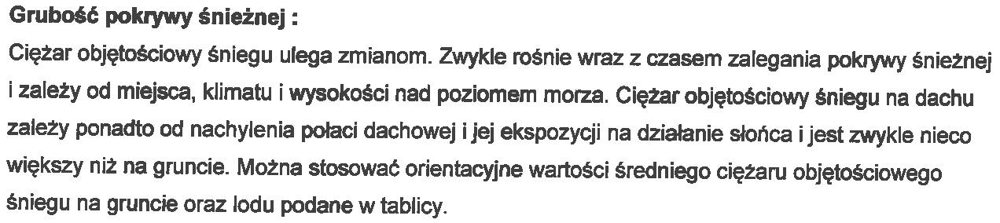 Grubość pokrywy śnieżnej :
Ciężar objętościowy śniegu ulega zmianom. Zwykle rośnie wraz z czasem zalegania pokrywy śnieżnej
i zależy od miejsca, klimatu i wysokości nad poziomem morza. Ciężar objętościowy śniegu na dachu
zależy ponadto od nachylenia połaci dachowej i jej ekspozycji na działanie słońca i jest zwykle nieco
większy niż na gruncie. Można stosować orientacyjne wartości średniego ciężaru objętościowego
śniegu na gruncie oraz lodu podane w tablicy.